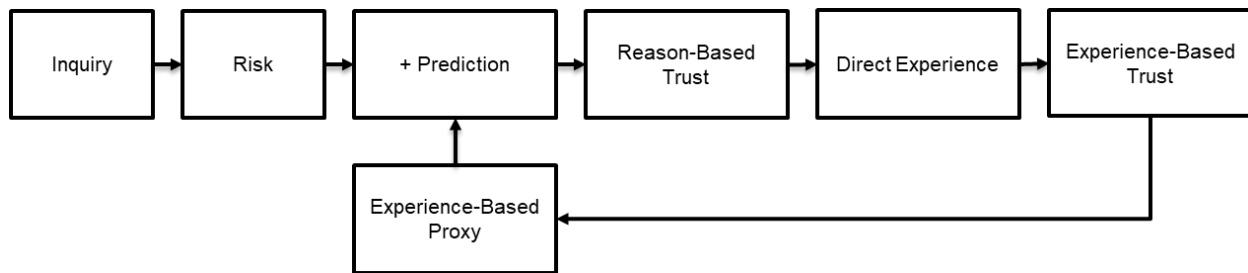 Inquiry
Risk
+ Prediction
Reason-Based
Trust
Direct Experience
Experience-Based
Trust
Experience-Based
Proxy